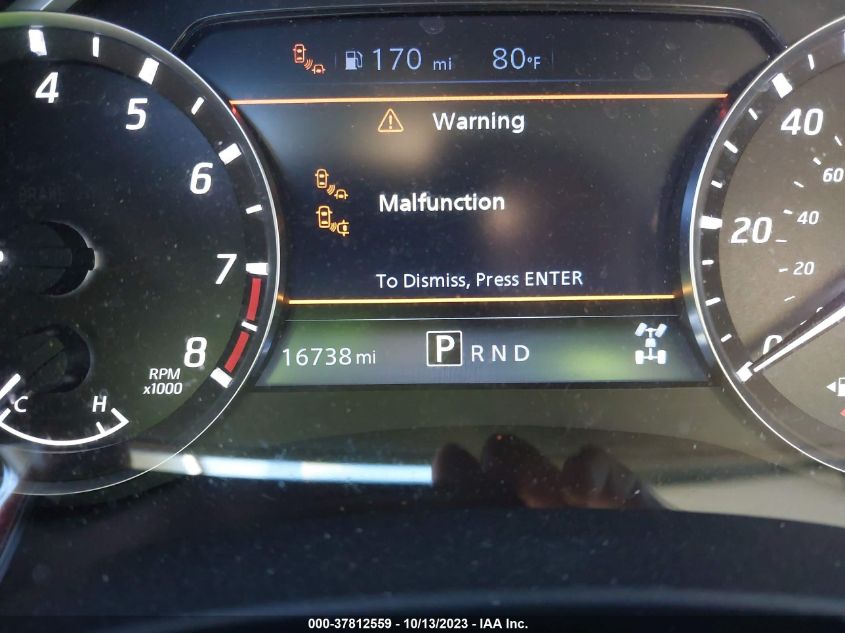 170 mi 80°F
Warning
Malfunction
To Dismiss, Press ENTER
16738 mi P R N D
4
5
6
7
8
RPM
x1000
C H
40
60
20
40
20
0
000-37812559 - 10/13/2023 - IAA Inc.